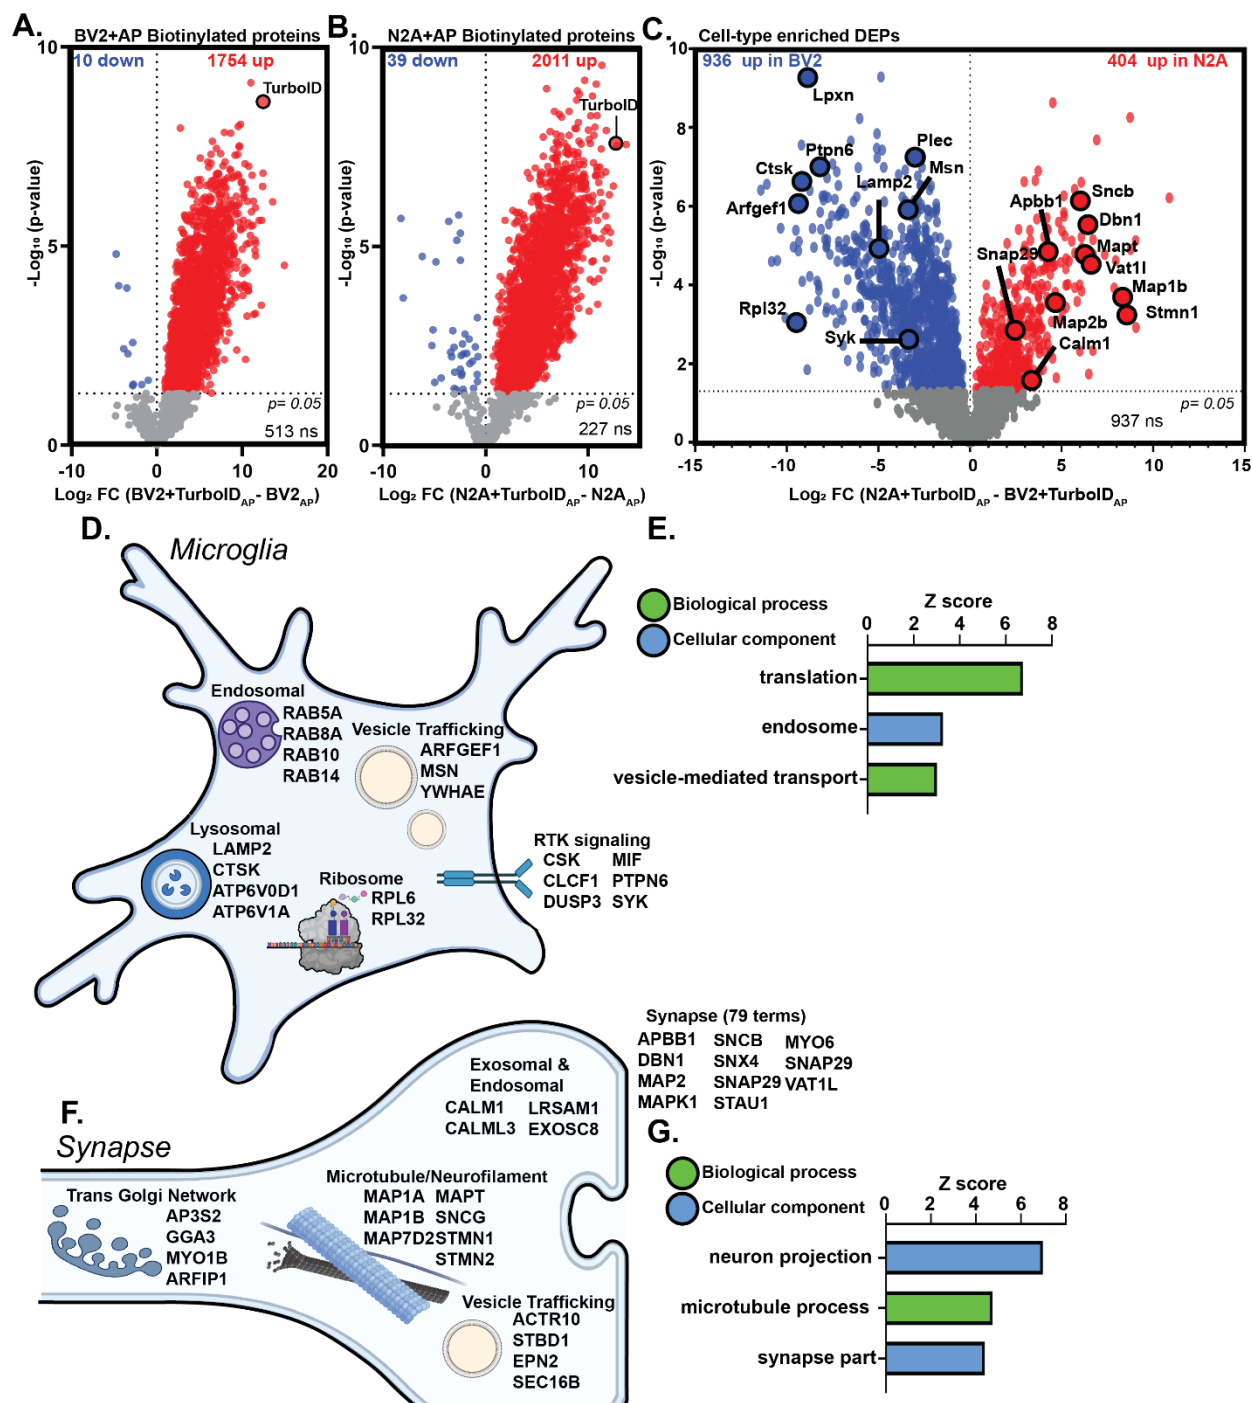 A.
BV2+AP Biotinylated proteins
10 down
1754 up
TurboID
10
5
0
-Log₁₀ (p-value)
p= 0.05
513 ns
-10
0
10
20
Log₂ FC (BV2+TurboID_AP - BV2_AP)
B.
N2A+AP Biotinylated proteins
39 down
2011 up
TurboID
10
5
0
-Log₁₀ (p-value)
p= 0.05
227 ns
-10
0
10
Log₂ FC (N2A+TurboID_AP - N2A_AP)
C.
Cell-type enriched DEPs
936 up in BV2
404 up in N2A
10
8
6
4
2
0
-Log₁₀ (p-value)
Lpxn
Ptpn6
Plec
Ctsk
Lamp2
Msn
Arfgef1
Rpl32
Syk
Apbb1
Sncb
Dbn1
Snap29
Mapt
Vat1l
Map1b
Stmn1
Map2b
Calm1
p= 0.05
937 ns
-15
-10
-5
0
5
10
15
Log₂ FC (N2A+TurboID_AP - BV2+TurboID_AP
D.
Microglia
Endosomal
RAB5A
RAB8A
RAB10
RAB14
Vesicle Trafficking
ARFGEF1
MSN
YWHAE
Lysosomal
LAMP2
CTSK
ATP6V0D1
ATP6V1A
Ribosome
RPL6
RPL32
RTK signaling
CSK MIF
CLCF1 PTPN6
DUSP3 SYK
E.
Biological process
Cellular component
Z score
0 2 4 6 8
translation
endosome
vesicle-mediated transport
F.
Synapse
Synapse (79 terms)
APBB1 SNCB MYO6
DBN1 SNX4 SNAP29
MAP2 SNAP29 VAT1L
MAPK1 STAU1
Exosomal &
Endosomal
CALM1 LRSAM1
CALML3 EXOSC8
Trans Golgi Network
AP3S2
GGA3
MYO1B
ARFIP1
Microtubule/Neurofilament
MAP1A MAPT
MAP1B SNCG
MAP7D2 STMN1
STMN2
Vesicle Trafficking
ACTR10
STBD1
EPN2
SEC16B
G.
Biological process
Cellular component
Z score
0 2 4 6 8
neuron projection
microtubule process
synapse part